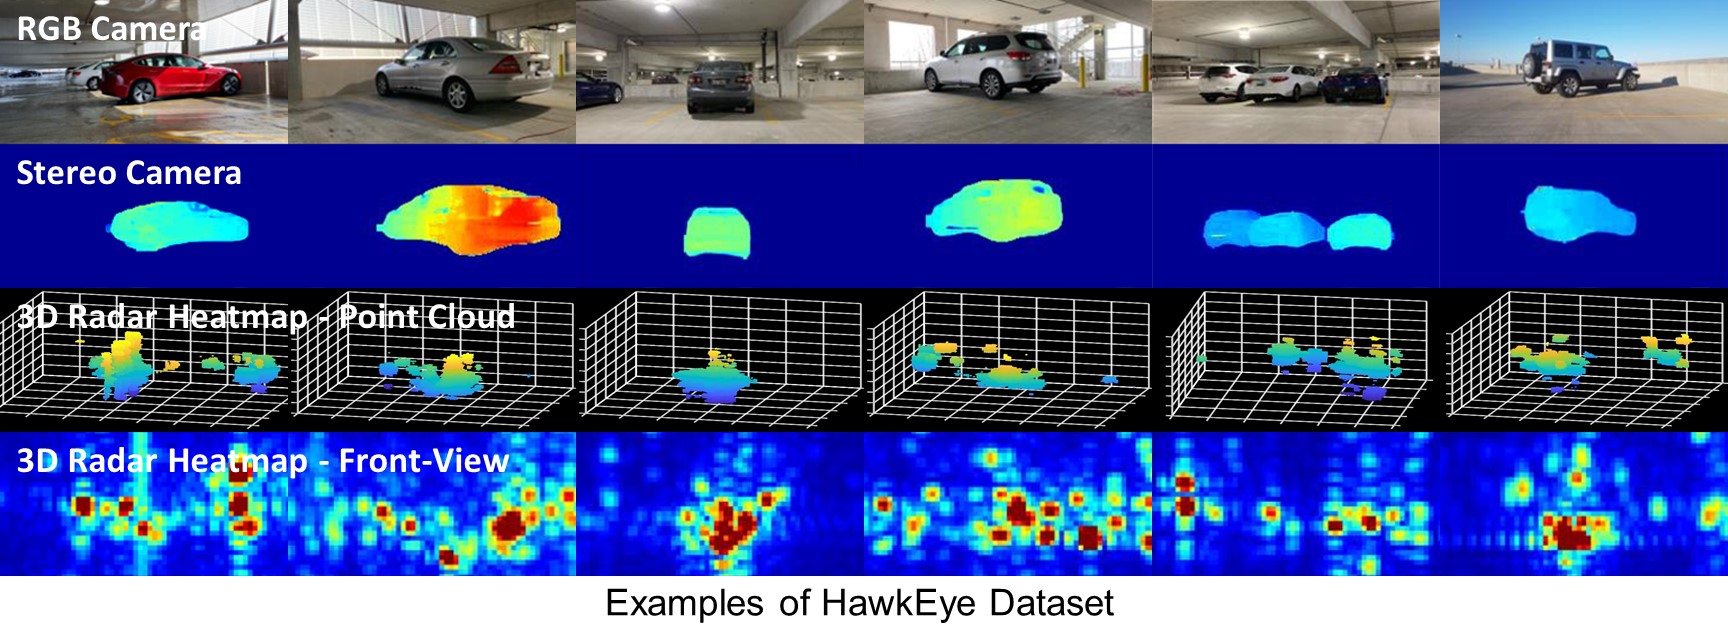 RGB Camera
Stereo Camera
3D Radar Heatmap - Point Cloud
3D Radar Heatmap - Front-View
Examples of HawkEye Dataset